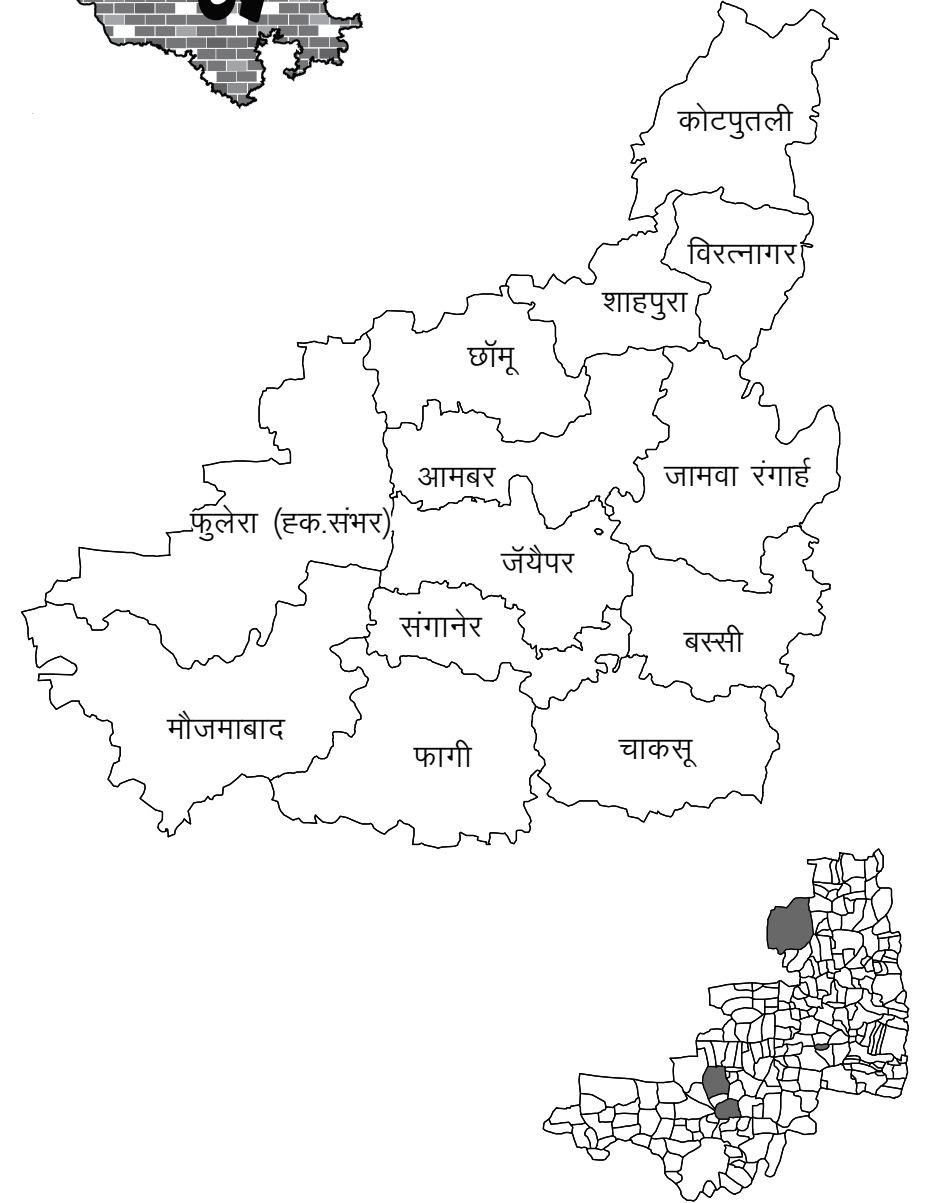 कोटपुतली
विरत्नागर
शाहपुरा
छॉमू
आमबर
जामवा रंगार्ह
फुलेरा (ह्क.संभर)
जॅयैपर
संगानेर
बस्सी
मौजमाबाद
फागी
चाकसू